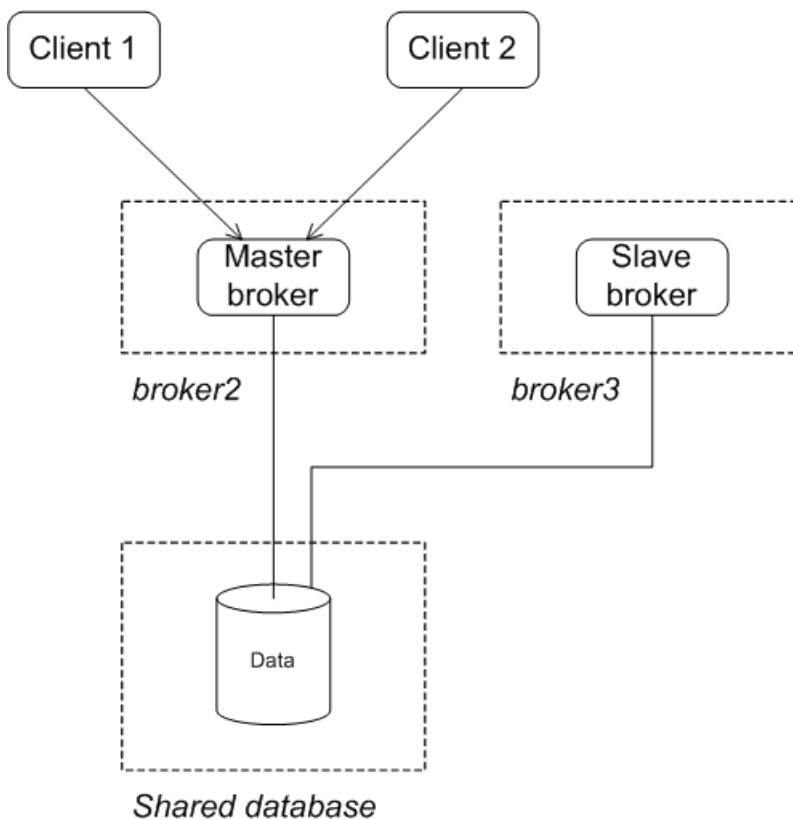 Client 1
Client 2
Master
broker
Slave
broker
broker2
broker3
Data
Shared database